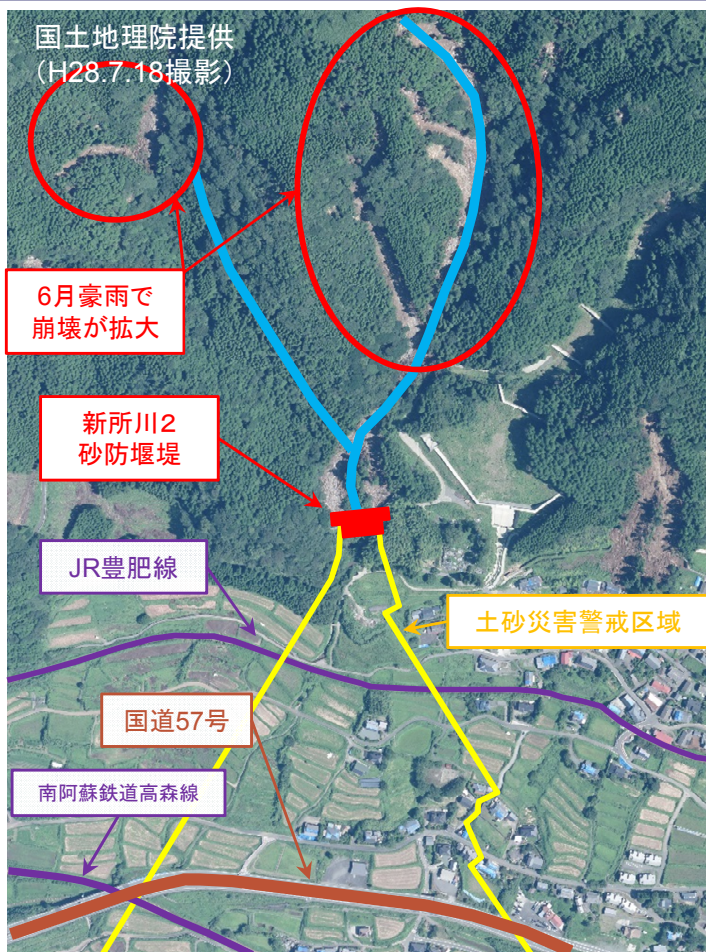 国土地理院提供
（H28.7.18撮影）
6月豪雨で
崩壊が拡大
新所川２
砂防堰堤
JR豊肥線
土砂災害警戒区域
国道57号
南阿蘇鉄道高森線